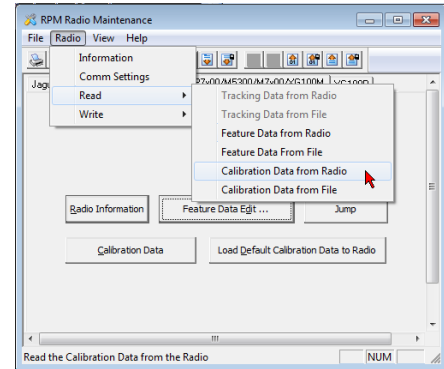 RPM Radio Maintenance
File Radio View Help
Information
Comm Settings
Read
Write
Tracking Data from Radio
Tracking Data from File
Feature Data from Radio
Feature Data From File
Calibration Data from Radio
Calibration Data from File
Radio Information
Feature Data Edit ...
Jump
Calibration Data
Load Default Calibration Data to Radio
Read the Calibration Data from the Radio
NUM